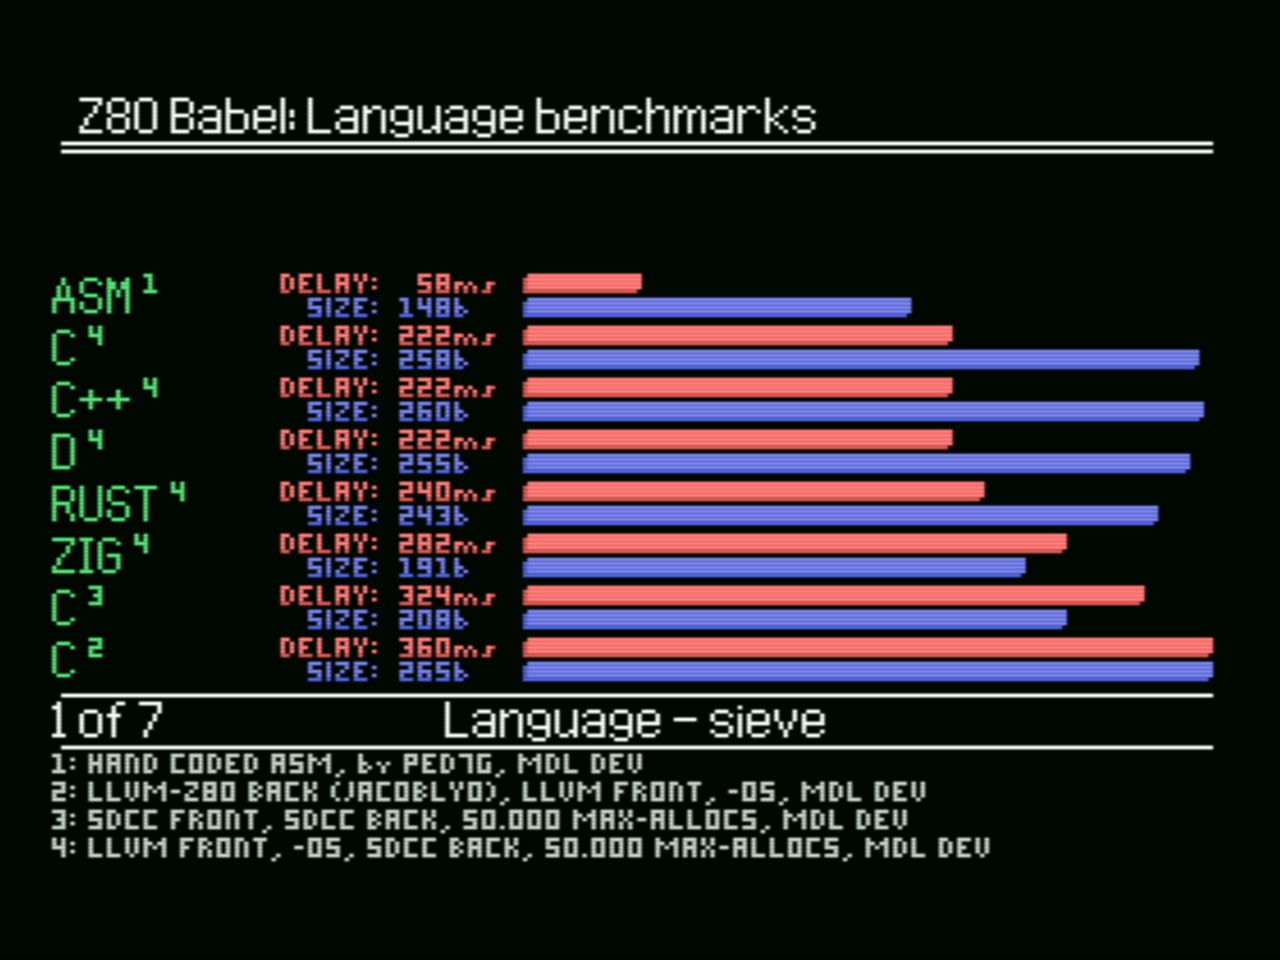 Z80 Babel: Language benchmarks
ASM 1 DELAY: 58ms
SIZE: 148b
C 4 DELAY: 222ms
SIZE: 258b
C++ 4 DELAY: 222ms
SIZE: 260b
D 4 DELAY: 222ms
SIZE: 255b
RUST 4 DELAY: 240ms
SIZE: 243b
ZIG 4 DELAY: 282ms
SIZE: 191b
C 3 DELAY: 324ms
SIZE: 208b
C 2 DELAY: 360ms
SIZE: 265b
1 of 7 Language - sieve
1: HAND CODED ASM, by PED7G, MDL DEV
2: LLVM-Z80 BACK (JACOBLY0), LLVM FRONT, -OS, MDL DEV
3: SDCC FRONT, SDCC BACK, 50.000 MAX-ALLOCS, MDL DEV
4: LLVM FRONT, -OS, SDCC BACK, 50.000 MAX-ALLOCS, MDL DEV